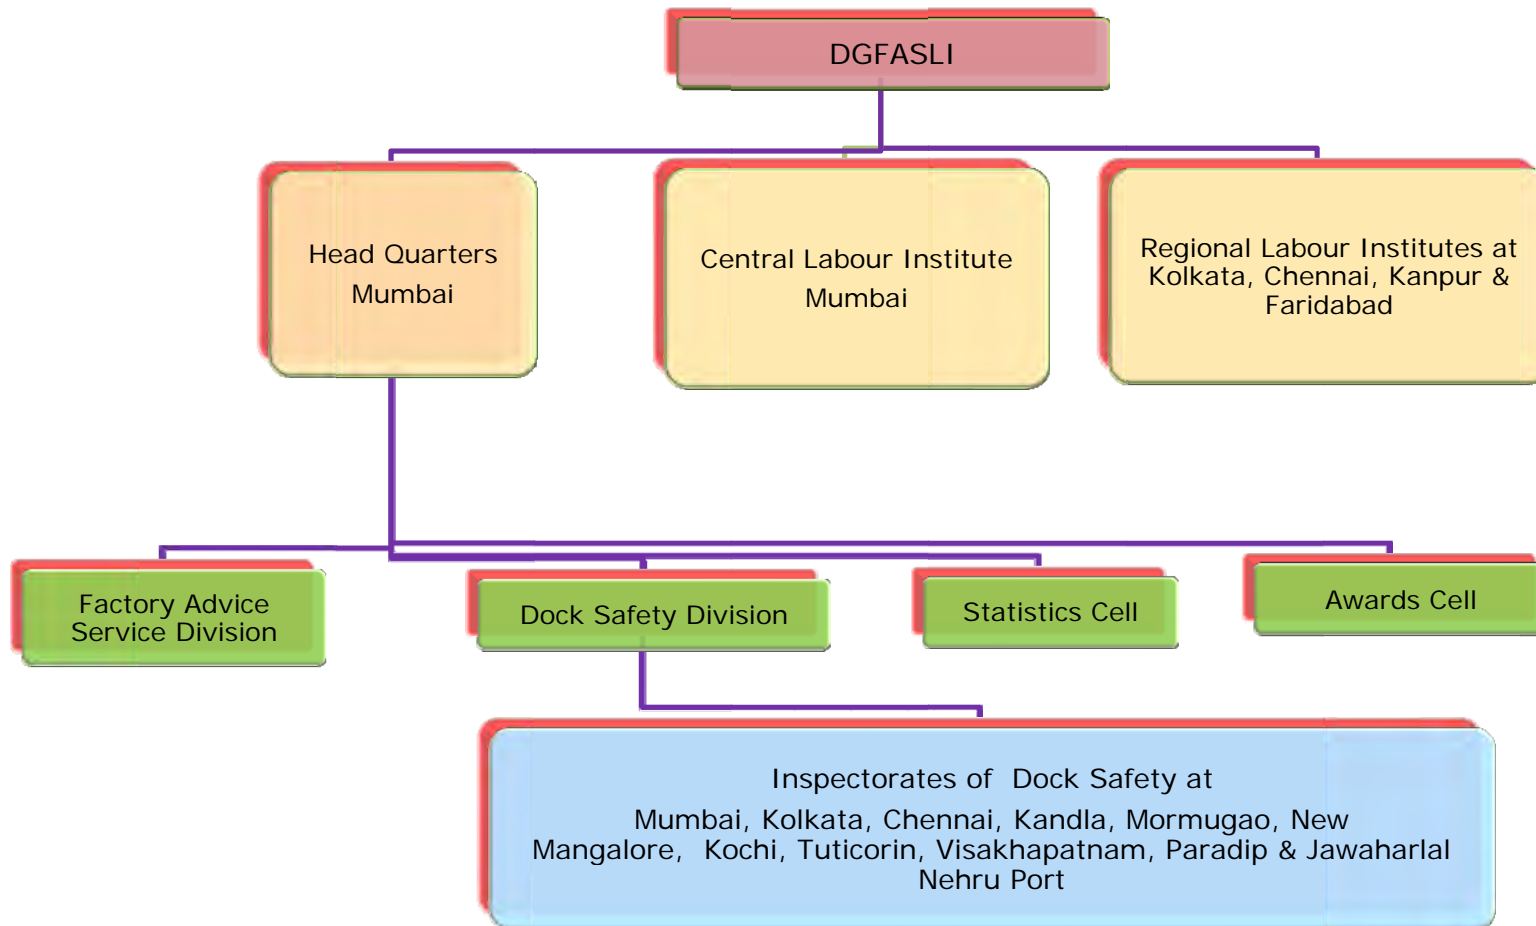 DGFASLI
Head Quarters
Mumbai
Central Labour Institute
Mumbai
Regional Labour Institutes at
Kolkata, Chennai, Kanpur &
Faridabad
Factory Advice
Service Division
Dock Safety Division
Statistics Cell
Awards Cell
Inspectorates of  Dock Safety at
Mumbai, Kolkata, Chennai, Kandla, Mormugao, New
Mangalore,  Kochi, Tuticorin, Visakhapatnam, Paradip & Jawaharlal
Nehru Port